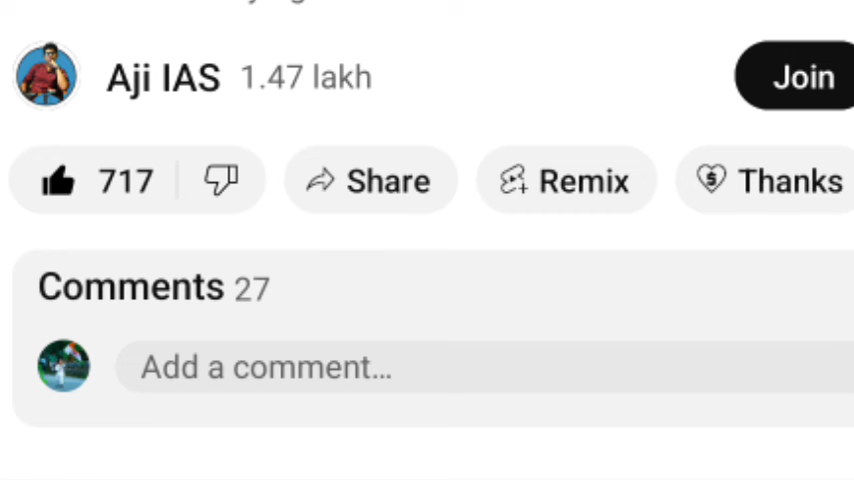 Aji IAS 1.47 lakh Join
717 Share Remix Thanks
Comments 27
Add a comment...